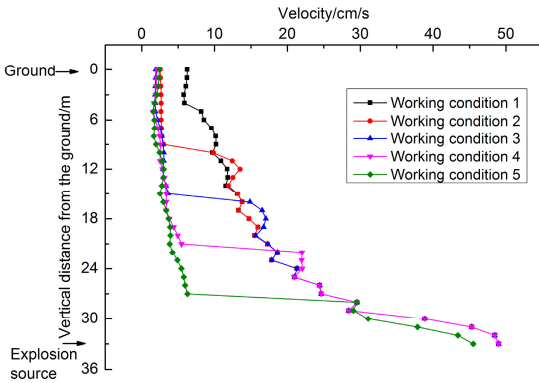 Velocity/cm/s
0 10 20 30 40 50
Ground
0
6
12
18
24
30
36
Vertical distance from the ground/m
Explosion
source
Working condition 1
Working condition 2
Working condition 3
Working condition 4
Working condition 5